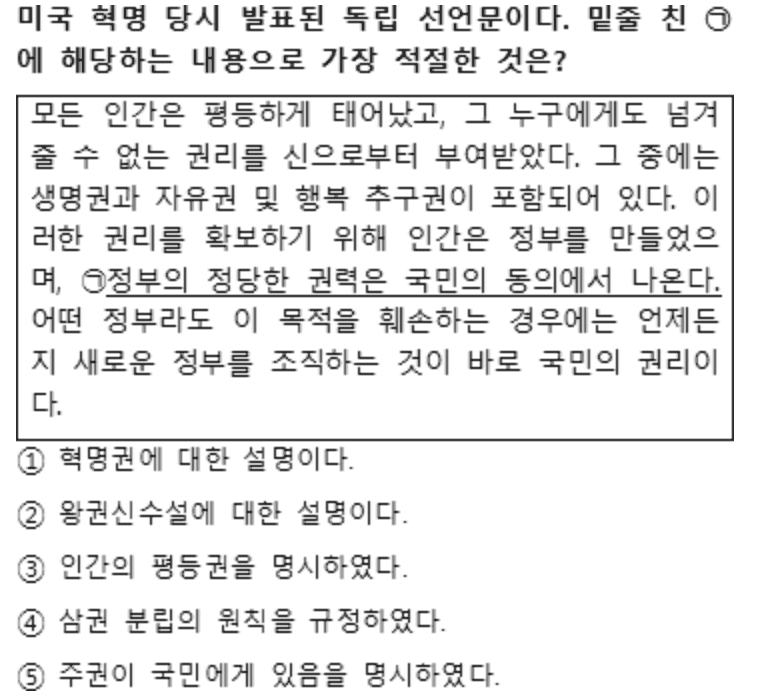 미국 혁명 당시 발표된 독립 선언문이다. 밑줄 친 ㉠
에 해당하는 내용으로 가장 적절한 것은?
모든 인간은 평등하게 태어났고, 그 누구에게도 넘겨
줄 수 없는 권리를 신으로부터 부여받았다. 그 중에는
생명권과 자유권 및 행복 추구권이 포함되어 있다. 이
러한 권리를 확보하기 위해 인간은 정부를 만들었으
며, ㉠정부의 정당한 권력은 국민의 동의에서 나온다.
어떤 정부라도 이 목적을 훼손하는 경우에는 언제든
지 새로운 정부를 조직하는 것이 바로 국민의 권리이
다.
① 혁명권에 대한 설명이다.
② 왕권신수설에 대한 설명이다.
③ 인간의 평등권을 명시하였다.
④ 삼권 분립의 원칙을 규정하였다.
⑤ 주권이 국민에게 있음을 명시하였다.